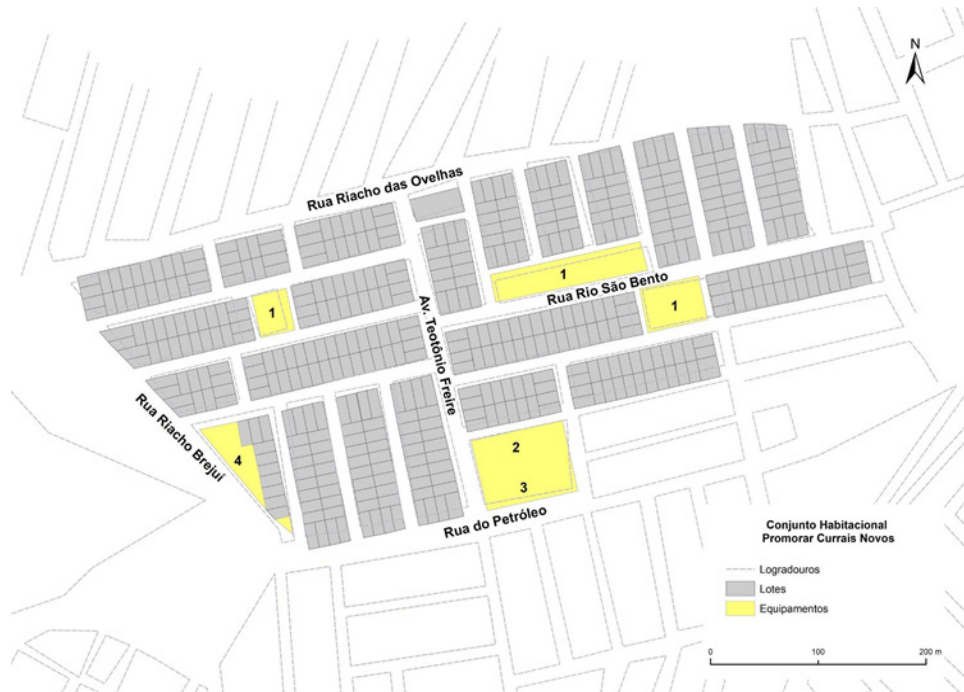 N
Rua Riacho das Ovelhas
1
Rua Rio São Bento
1
1
Av. Teotônio Freire
Rua Riacho Brejuí
4
2
3
Rua do Petróleo
Conjunto Habitacional
Promorar Currais Novos
Logradouros
Lotes
Equipamentos
0 100 200 m